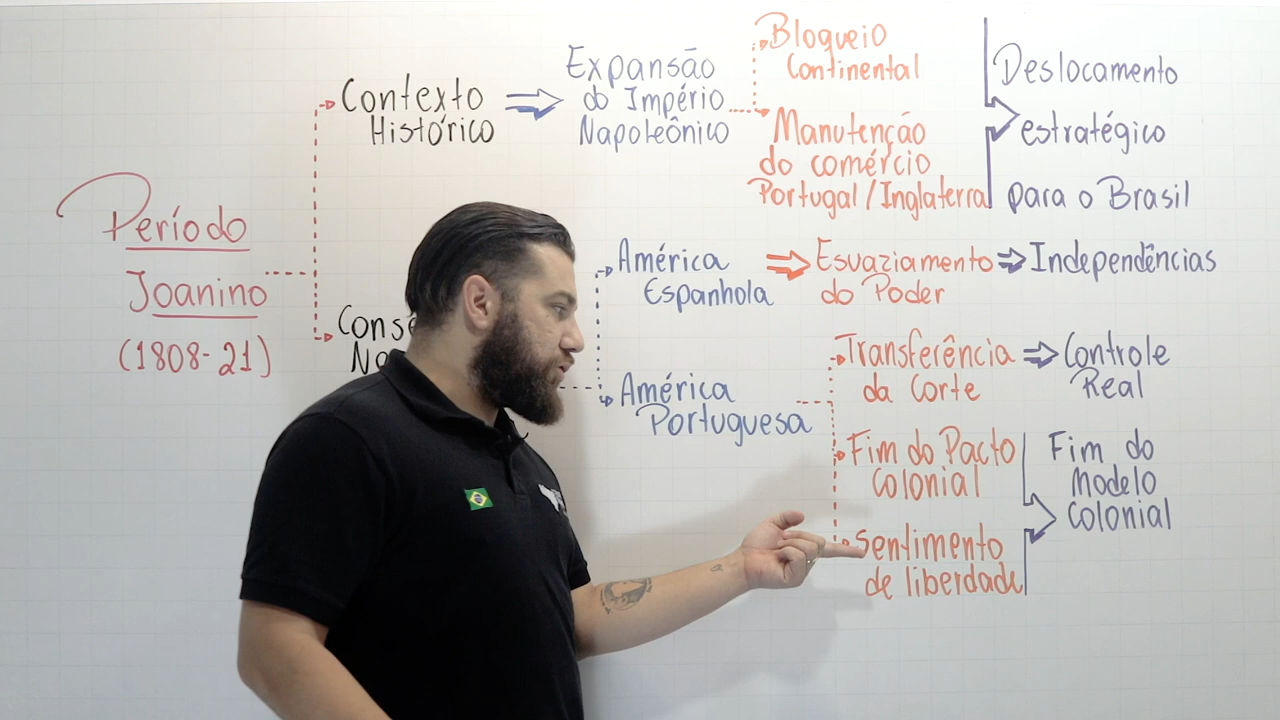 Período
Joanino
(1808-21)
Contexto
Histórico
Expansão
do Império
Napoleônico
Bloqueio
Continental
Manutenção
do comércio
Portugal/Inglaterra
Deslocamento
estratégico
para o Brasil
América
Espanhola
Esvaziamento
do Poder
Independências
América
Portuguesa
Transferência
da Corte
Controle
Real
Fim do Pacto
Colonial
Sentimento
de liberdade
Fim do
Modelo
Colonial